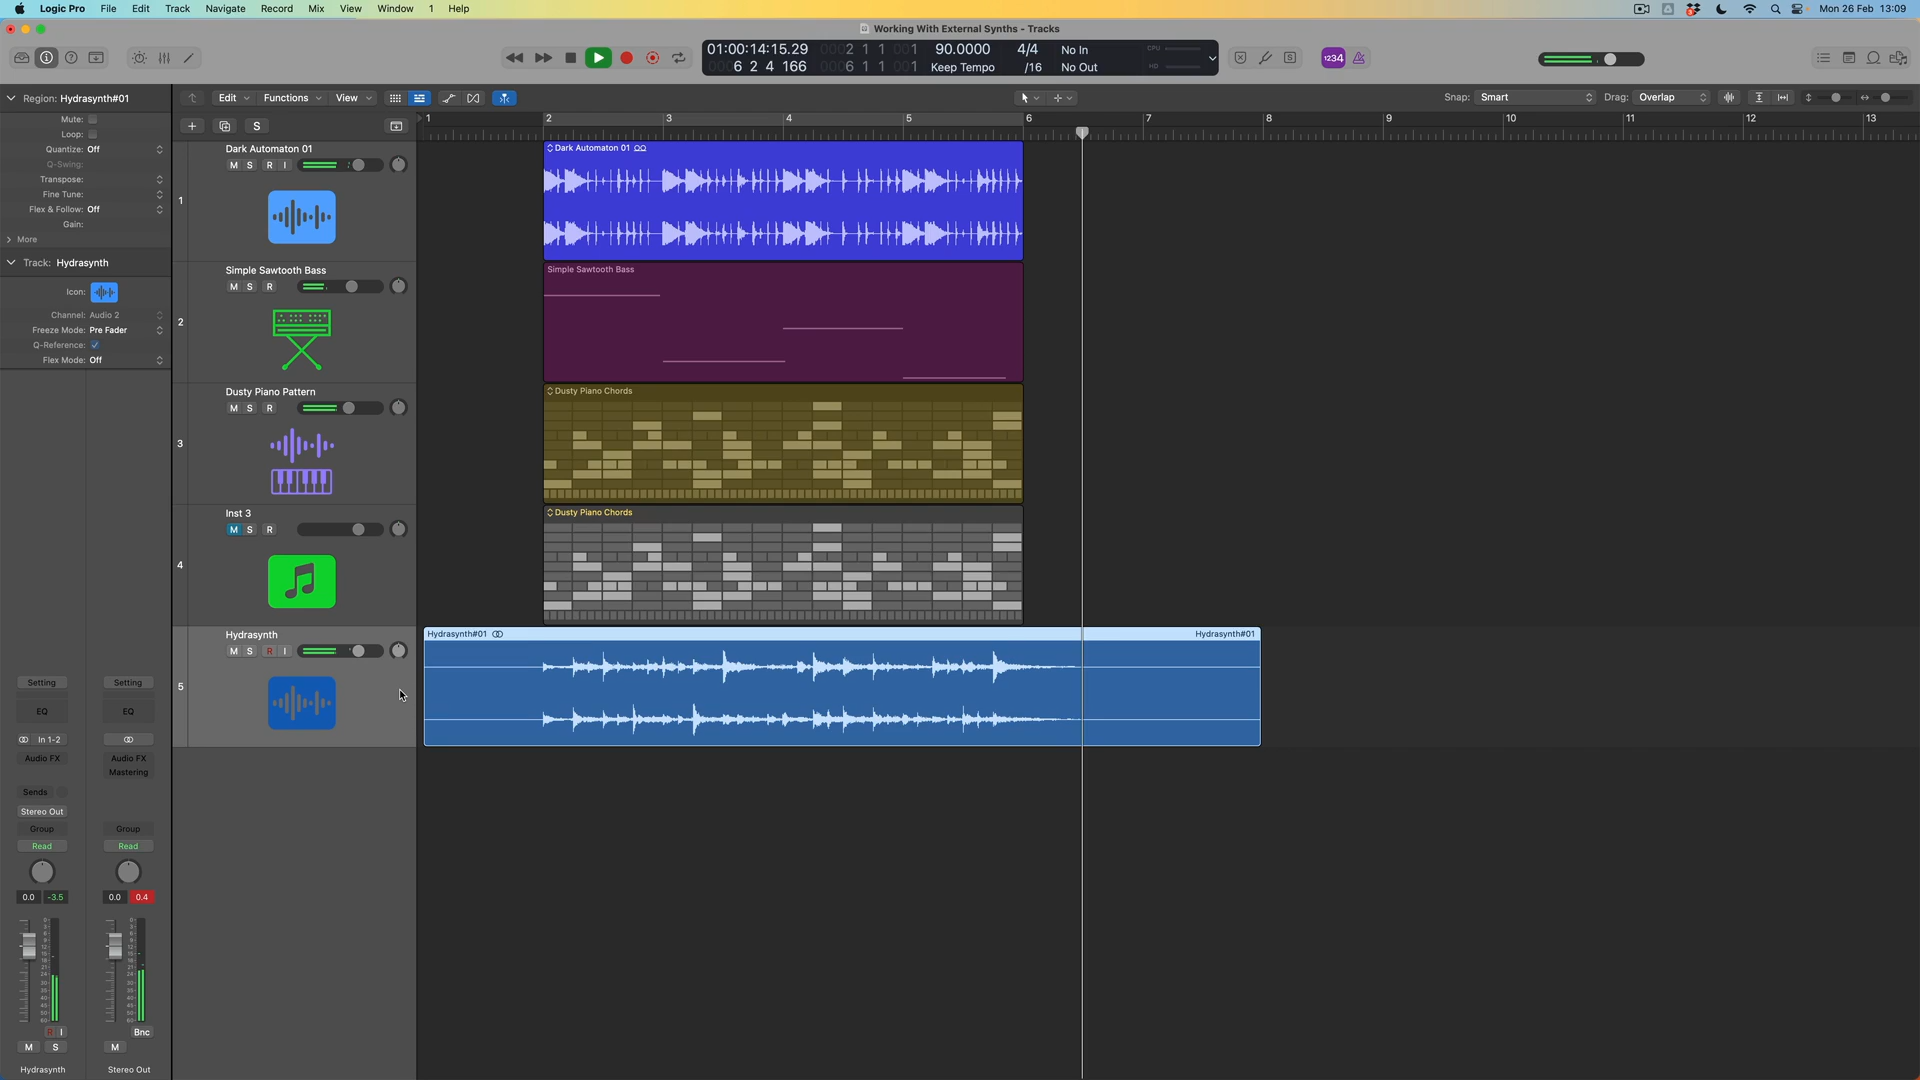 Logic Pro File Edit Track Navigate Record Mix View Window 1 Help Mon 26 Feb 13:09
Working With External Synths - Tracks
01:00:14:15.29 0002 1 1 001 90.0000 4/4 No In CPU
6 2 4 166 0006 1 1 001 Keep Tempo /16 No Out HD
1234
Region: Hydrasynth#01 Edit Functions View Snap: Smart Drag: Overlap
Mute:
Loop:
Quantize: Off
Q-Swing:
Transpose:
Fine Tune:
Flex & Follow: Off
Gain:
More
Track: Hydrasynth
Icon:
Channel: Audio 2
Freeze Mode: Pre Fader
Q-Reference:
Flex Mode: Off
S
1 2 3 4 5 6 7 8 9 10 11 12 13
Dark Automaton 01
M S R I
1
Dark Automaton 01
Simple Sawtooth Bass
M S R
2
Simple Sawtooth Bass
Dusty Piano Pattern
M S R
3
Dusty Piano Chords
Inst 3
M S R
4
Dusty Piano Chords
Hydrasynth
M S R I
5
Hydrasynth#01 Hydrasynth#01
Setting Setting
EQ EQ
In 1-2
Audio FX Audio FX
Mastering
Sends
Stereo Out
Group Group
Read Read
0.0 -3.5 0.0 0.4
R I Bnc
M S M
Hydrasynth Stereo Out